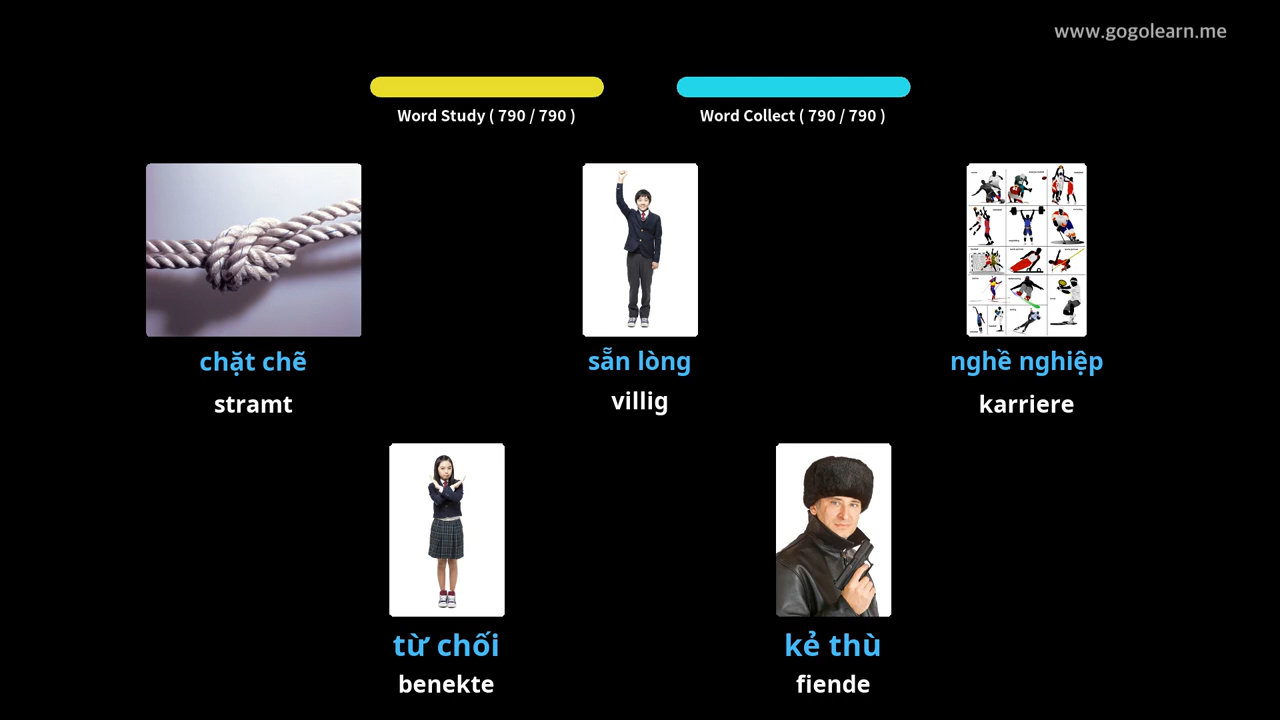 www.gogolearn.me
Word Study ( 790 / 790 )
Word Collect ( 790 / 790 )
chặt chẽ
stramt
sẵn lòng
villig
nghề nghiệp
karriere
từ chối
benekte
kẻ thù
fiende